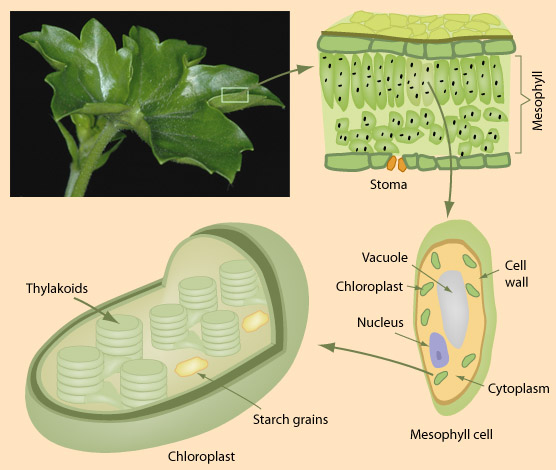 Mesophyll
Stoma
Vacuole
Chloroplast
Nucleus
Cell
wall
Cytoplasm
Mesophyll cell
Thylakoids
Starch grains
Chloroplast